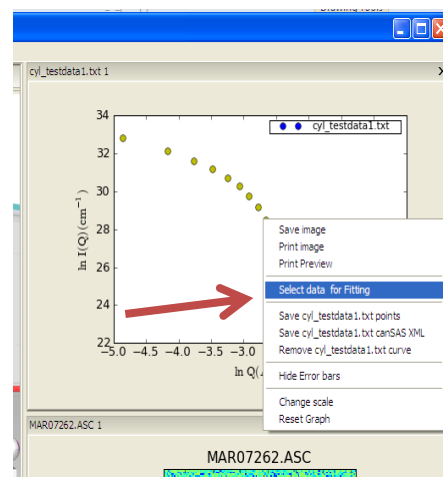 cyl_testdata1.txt 1
34
cyl_testdata1.txt
32
30
28
26
24
22
ln I(Q)(cm⁻¹)
−5.0 −4.5 −4.0 −3.5 −3.0
ln Q(
Save image
Print image
Print Preview
Select data for Fitting
Save cyl_testdata1.txt points
Save cyl_testdata1.txt canSAS XML
Remove cyl_testdata1.txt curve
Hide Error bars
Change scale
Reset Graph
MAR07262.ASC 1
MAR07262.ASC